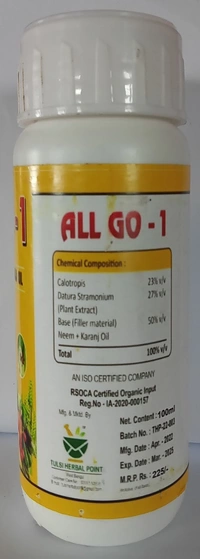 ALL GO - 1
Chemical Composition :
Calotropis 23% v/v
Datura Stramonium 27% v/v
(Plant Extract)
Base (Filler material) 50% v/v
Neem + Karanj Oil
Total 100% v/v
AN ISO CERTIFIED COMPANY
RSOCA Certified Organic Input
Reg.No - IA-2020-000157
Mfg. & Mktd. By
TULSI HERBAL POINT
Net. Content : 100ml
Batch No. : THP-22-003
Mfg. Date : Apr. - 2022
Exp. Date : Mar. - 2025
M.R.P. Rs : 225/-